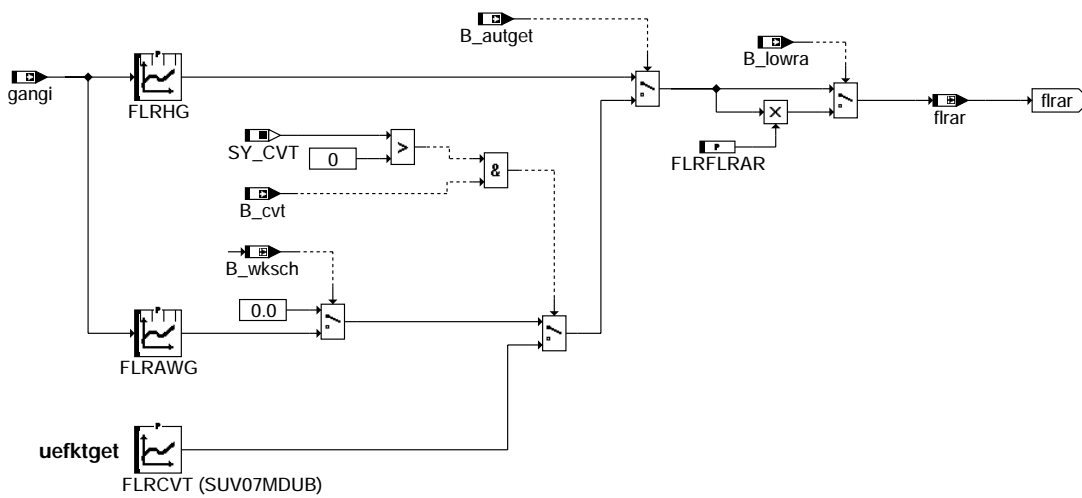 B_autget
B_lowra
gangi
FLRHG
P
flrar
flrar
SY_CVT
0
>
&
×
P
FLRFLRAR
B_cvt
B_wksch
0.0
P
FLRAWG
uefktget
P
FLRCVT (SUV07MDUB)